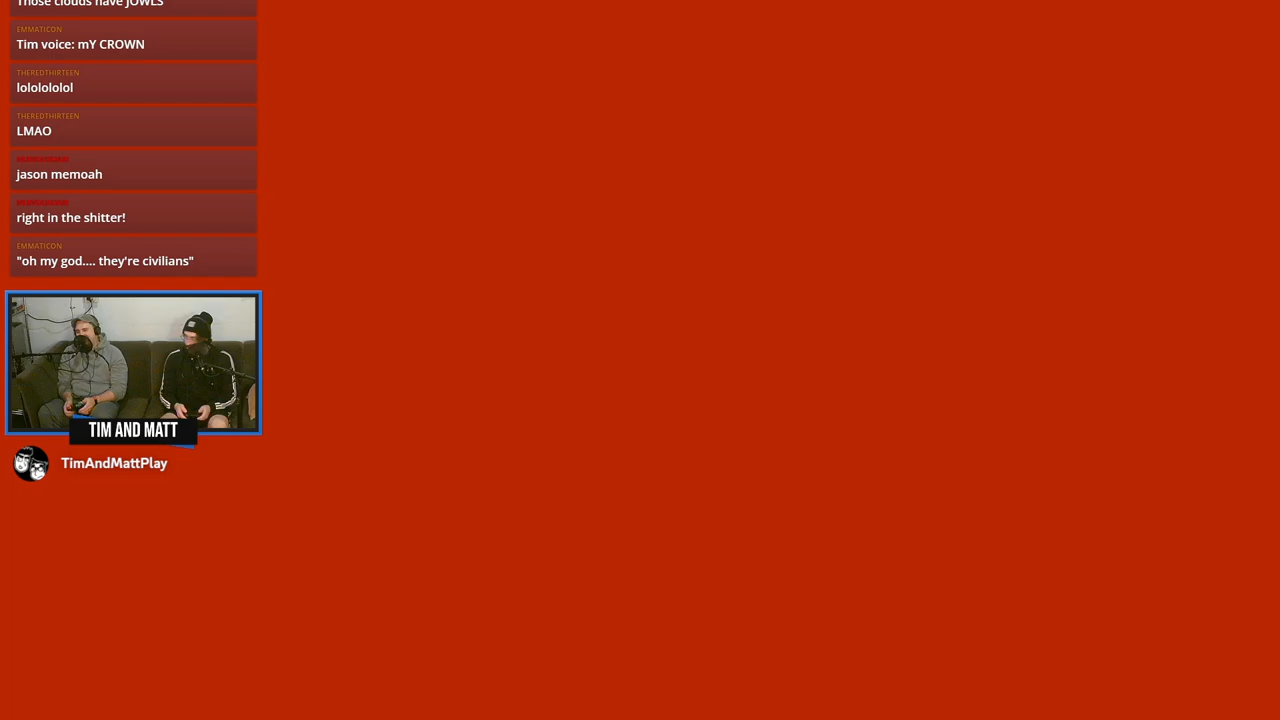 Those clouds have JOWLS
EMMATICON
Tim voice: mY CROWN
THEREDTHIRTEEN
lolololol​ol
THEREDTHIRTEEN
LMAO
jason memoah
right in the shitter!
EMMATICON
"oh my god.... they're civilians"
TIM AND MATT
TimAndMattPlay